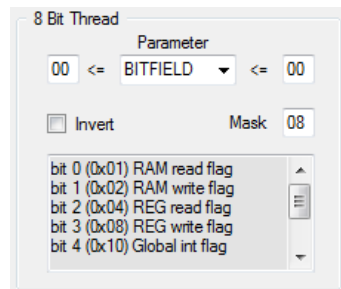 8 Bit Thread
Parameter
00 <= BITFIELD <= 00
Invert Mask 08
bit 0 (0x01) RAM read flag
bit 1 (0x02) RAM write flag
bit 2 (0x04) REG read flag
bit 3 (0x08) REG write flag
bit 4 (0x10) Global int flag